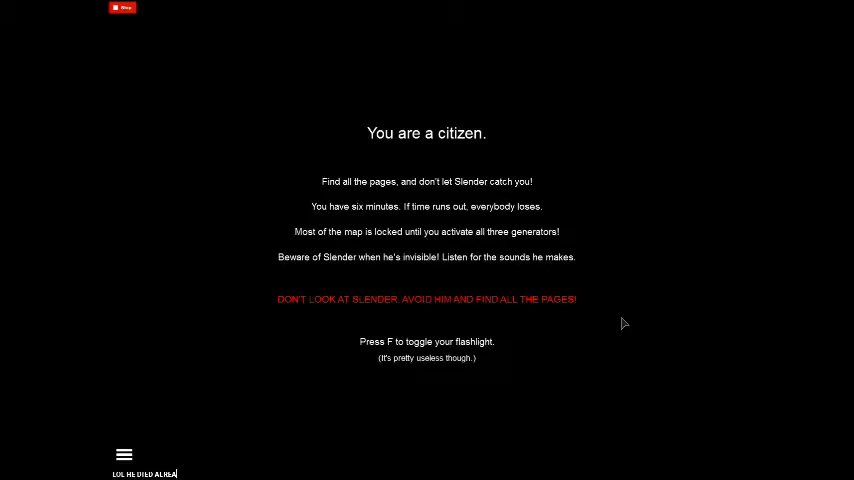 Stop
You are a citizen.
Find all the pages, and don't let Slender catch you!
You have six minutes. If time runs out, everybody loses.
Most of the map is locked until you activate all three generators!
Beware of Slender when he's invisible! Listen for the sounds he makes.
DON'T LOOK AT SLENDER. AVOID HIM AND FIND ALL THE PAGES!
Press F to toggle your flashlight.
(It's pretty useless though.)
LOL HE DIED ALREA